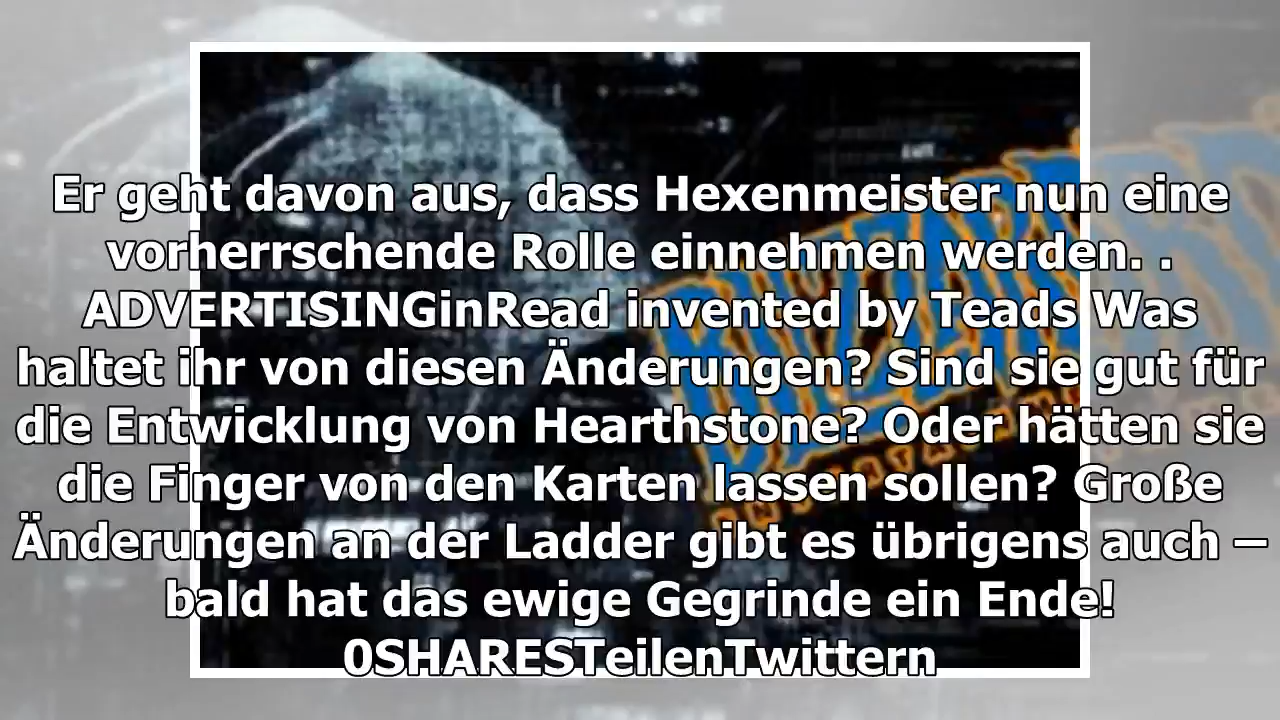 Er geht davon aus, dass Hexenmeister nun eine
vorherrschende Rolle einnehmen werden. .
ADVERTISINGinRead invented by Teads Was
haltet ihr von diesen Änderungen? Sind sie gut für
die Entwicklung von Hearthstone? Oder hätten sie
die Finger von den Karten lassen sollen? Große
Änderungen an der Ladder gibt es übrigens auch –
bald hat das ewige Gegrinde ein Ende!
0SHARESTeilenTwittern